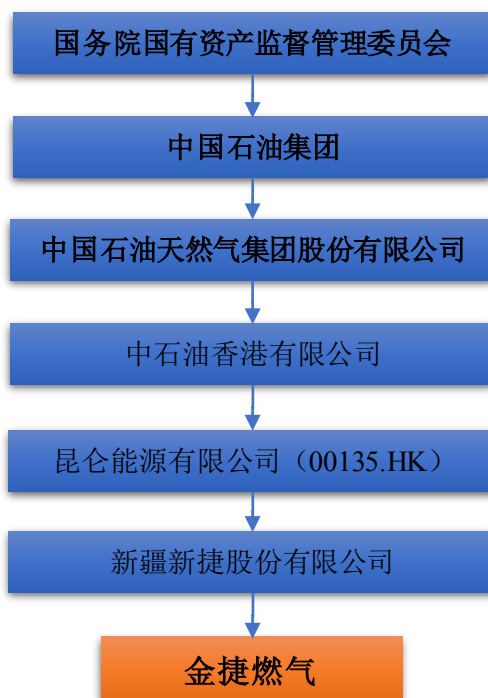 国务院国有资产监督管理委员会
中国石油集团
中国石油天然气集团股份有限公司
中石油香港有限公司
昆仑能源有限公司（00135.HK）
新疆新捷股份有限公司
金捷燃气